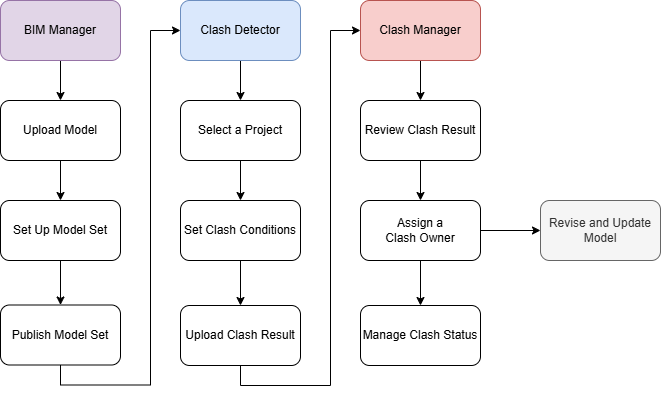 BIM Manager
Clash Detector
Clash Manager
Upload Model
Select a Project
Review Clash Result
Set Up Model Set
Set Clash Conditions
Assign a
Clash Owner
Revise and Update
Model
Publish Model Set
Upload Clash Result
Manage Clash Status